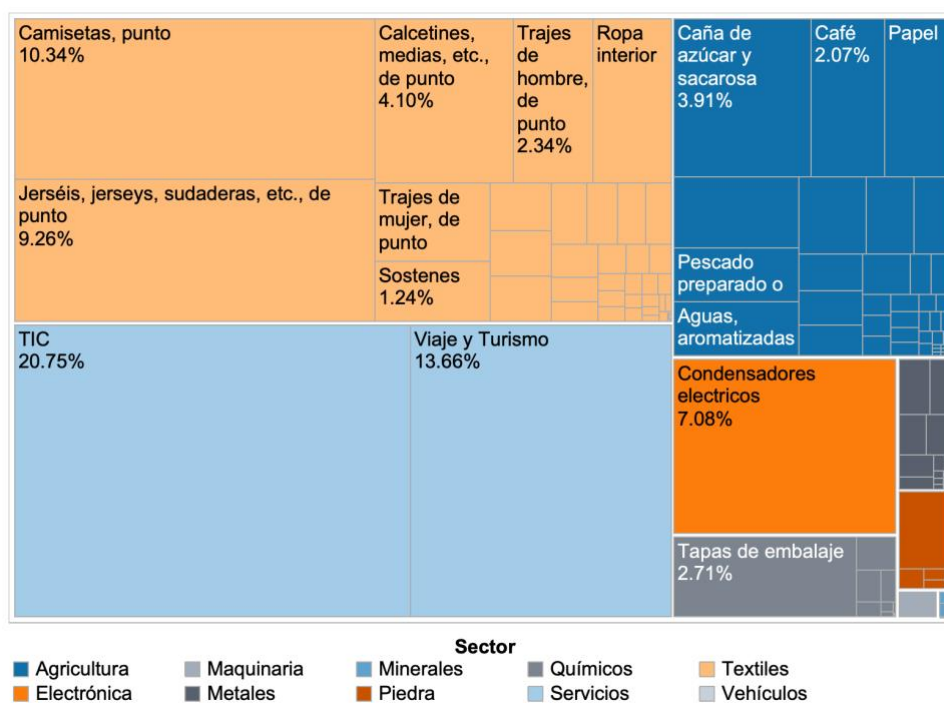 Camisetas, punto
10.34%
Calcetines,
medias, etc.,
de punto
4.10%
Trajes
de
hombre,
de
punto
2.34%
Ropa
interior
Caña de
azúcar y
sacarosa
3.91%
Café
2.07%
Papel
Jerséis, jerseys, sudaderas, etc., de
punto
9.26%
Trajes de
mujer, de
punto
Sostenes
1.24%
Pescado
preparado o
Aguas,
aromatizadas
TIC
20.75%
Viaje y Turismo
13.66%
Condensadores
electricos
7.08%
Tapas de embalaje
2.71%
Sector
Agricultura
Maquinaria
Minerales
Químicos
Textiles
Electrónica
Metales
Piedra
Servicios
Vehículos